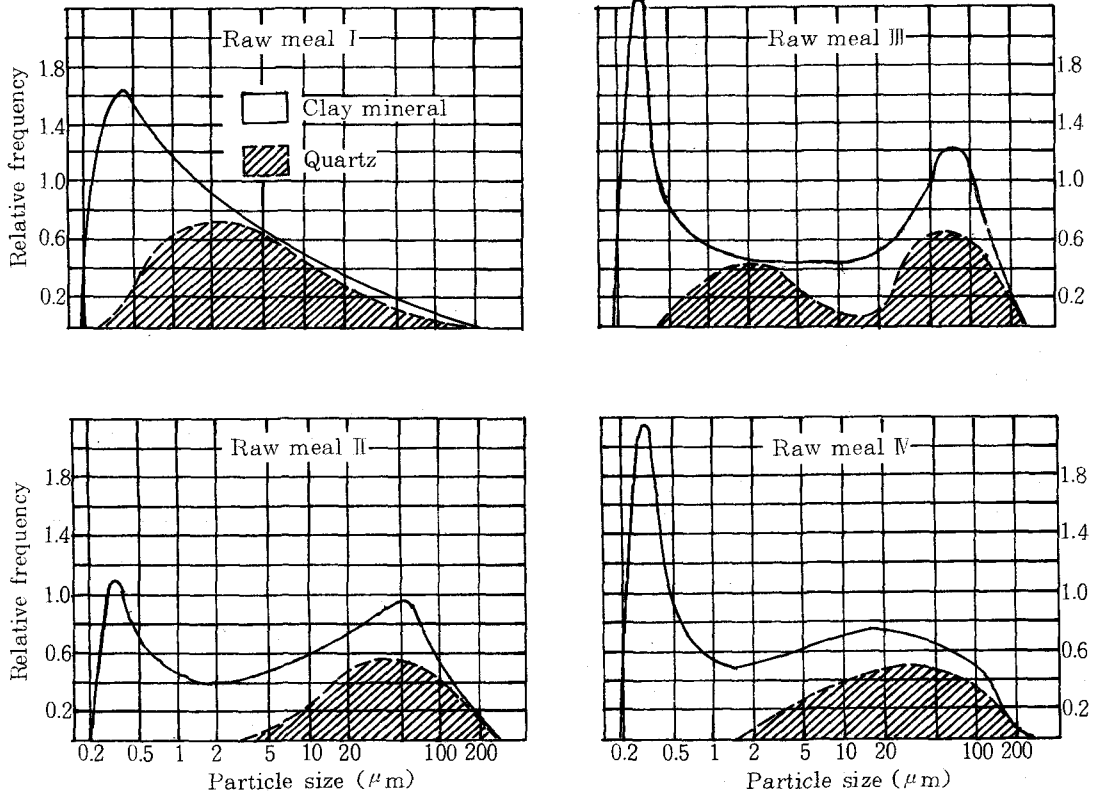 Raw meal I
Clay mineral
Quartz
Relative frequency
1.8
1.4
1.0
0.6
0.2
Raw meal III
1.8
1.4
1.0
0.6
0.2
Raw meal II
Relative frequency
1.8
1.4
1.0
0.6
0.2
0.2 0.5 1 2 5 10 20 100 200
Particle size (μm)
Raw meal IV
1.8
1.4
1.0
0.6
0.2
0.2 0.5 1 2 5 10 20 100 200
Particle size (μm)